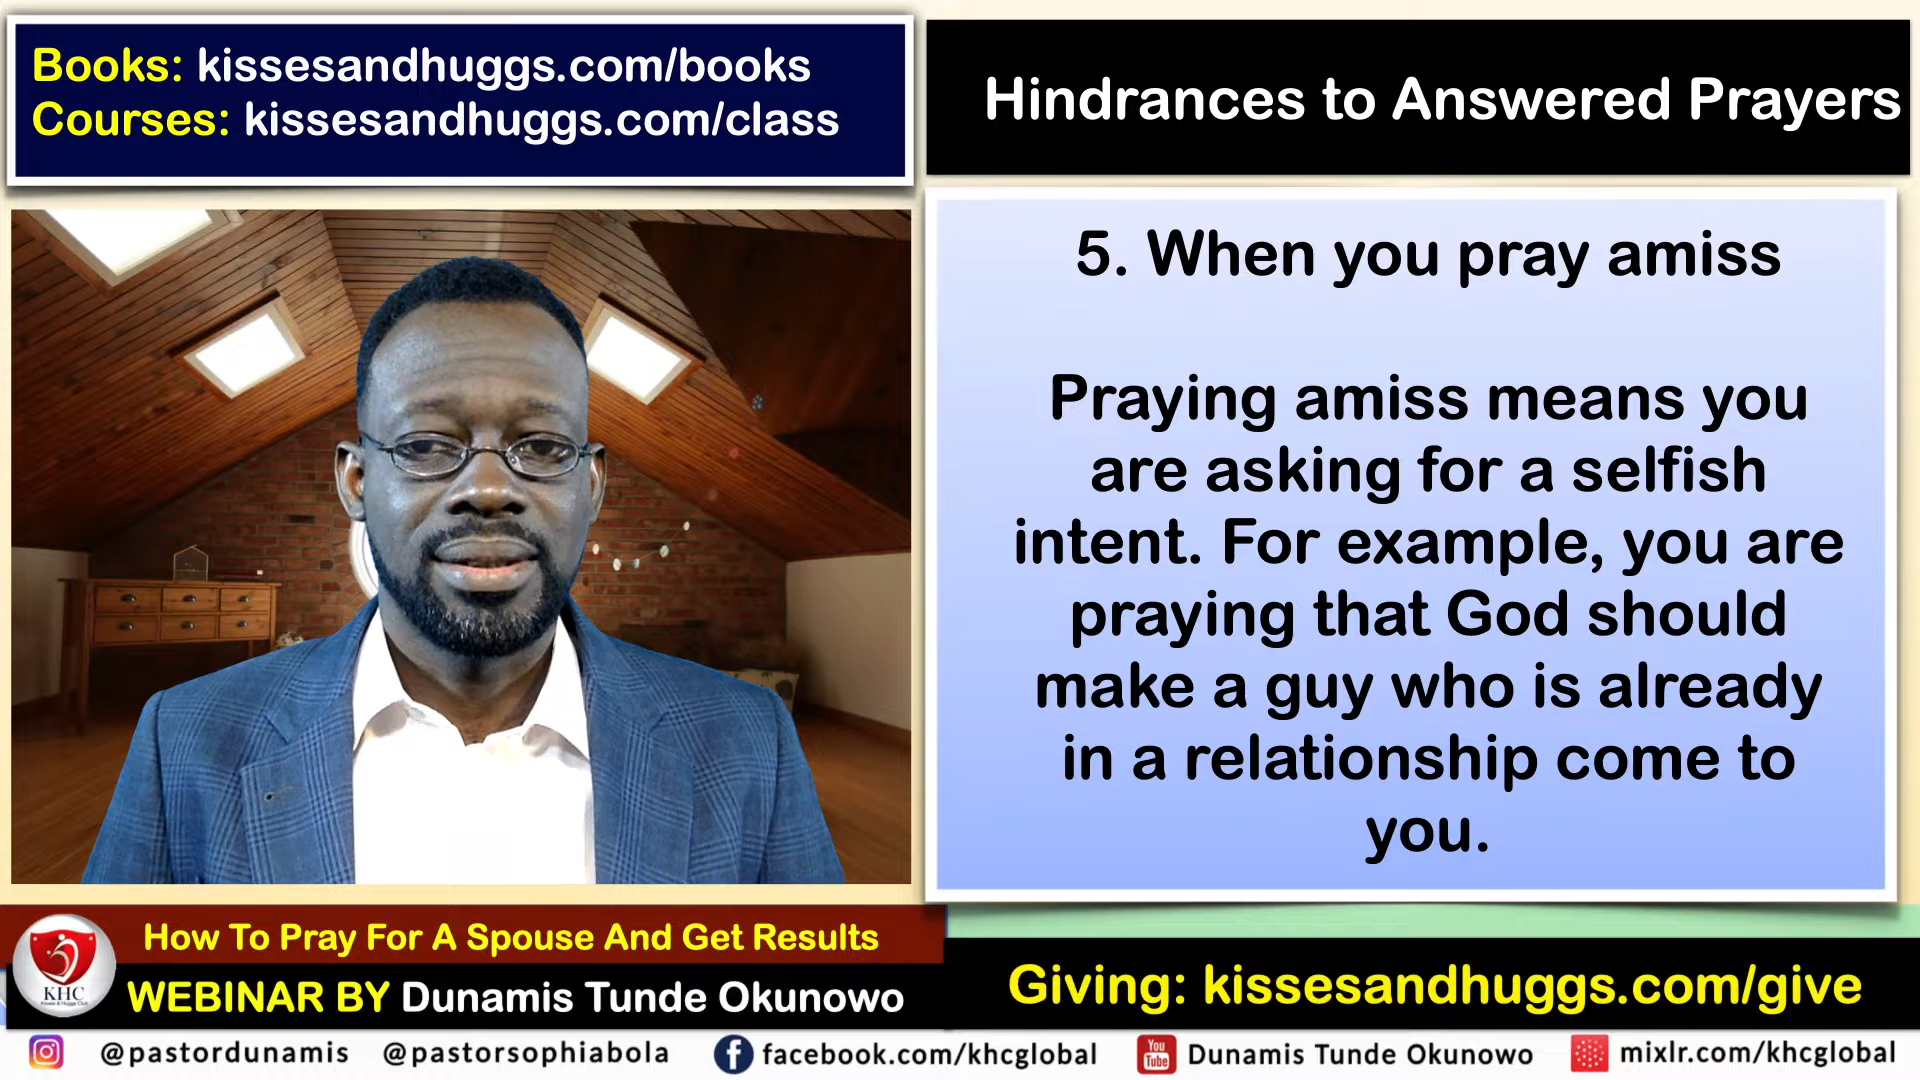 Books: kissesandhuggs.com/books
Courses: kissesandhuggs.com/class
Hindrances to Answered Prayers
5. When you pray amiss
Praying amiss means you
are asking for a selfish
intent. For example, you are
praying that God should
make a guy who is already
in a relationship come to
you.
KHC
Kisses & Huggs Club
How To Pray For A Spouse And Get Results
WEBINAR BY Dunamis Tunde Okunowo
Giving: kissesandhuggs.com/give
@pastordunamis @pastorsophiabola facebook.com/khcglobal You Tube Dunamis Tunde Okunowo mixlr.com/khcglobal